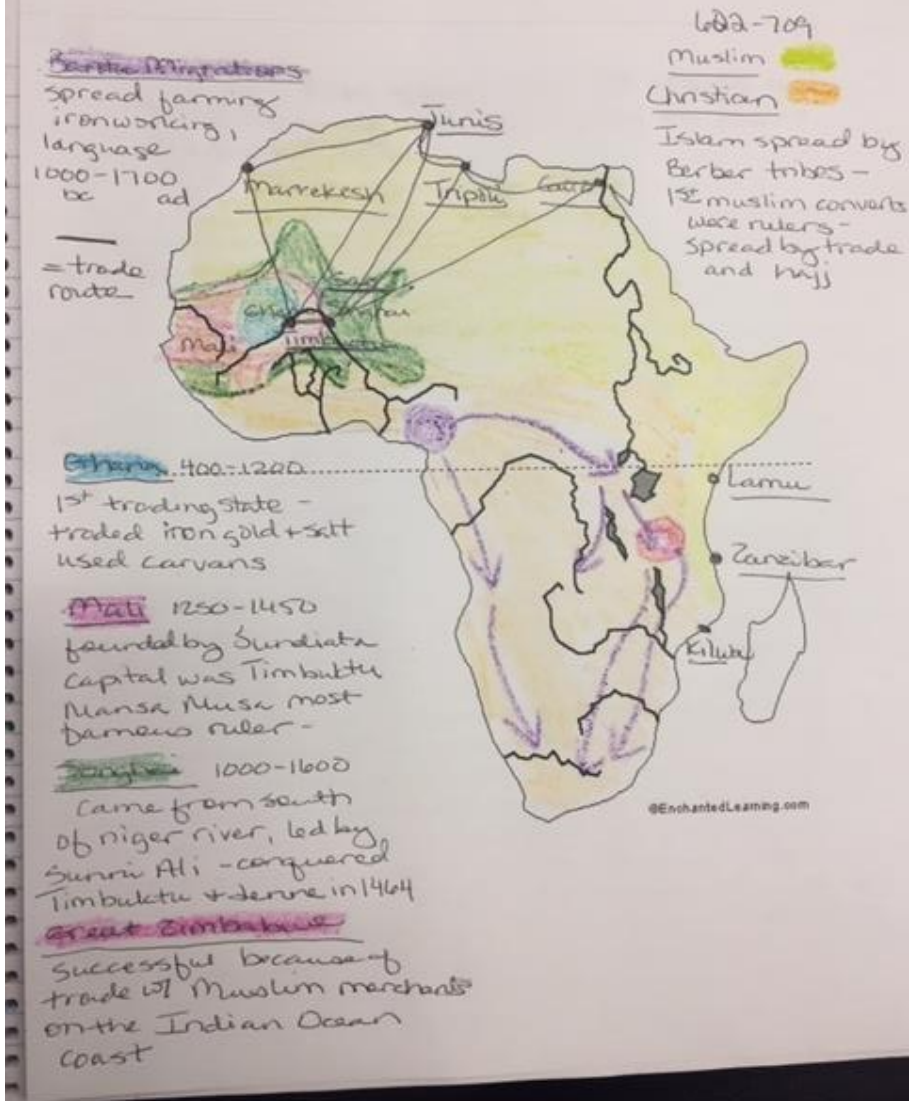 Bantu Migrations
spread farming
ironworking,
language
1000-1700
bc ad
= trade
route
622-709
Muslim
Christian
Islam spread by
Berber tribes -
1st muslim converts
were rulers -
spread by trade
and hajj
Tunis
Marrekesh
Tripoli
Cairo
Mali
Timbuktu
Lamu
Zanzibar
Kilwa
©EnchantedLearning.com
Ghana 400-1200
1st trading state -
traded iron gold + salt
used carvans
Mali 1250-1450
founded by Sundiata
Capital was Timbuktu
Mansa Musa most
famous ruler -
Songhai 1000-1600
Came from south
of niger river, led by
Sunni Ali - conquered
Timbuktu + Jenne in 1464
Great Zimbabwe
successful because of
trade w/ Muslim merchants
on the Indian Ocean
coast